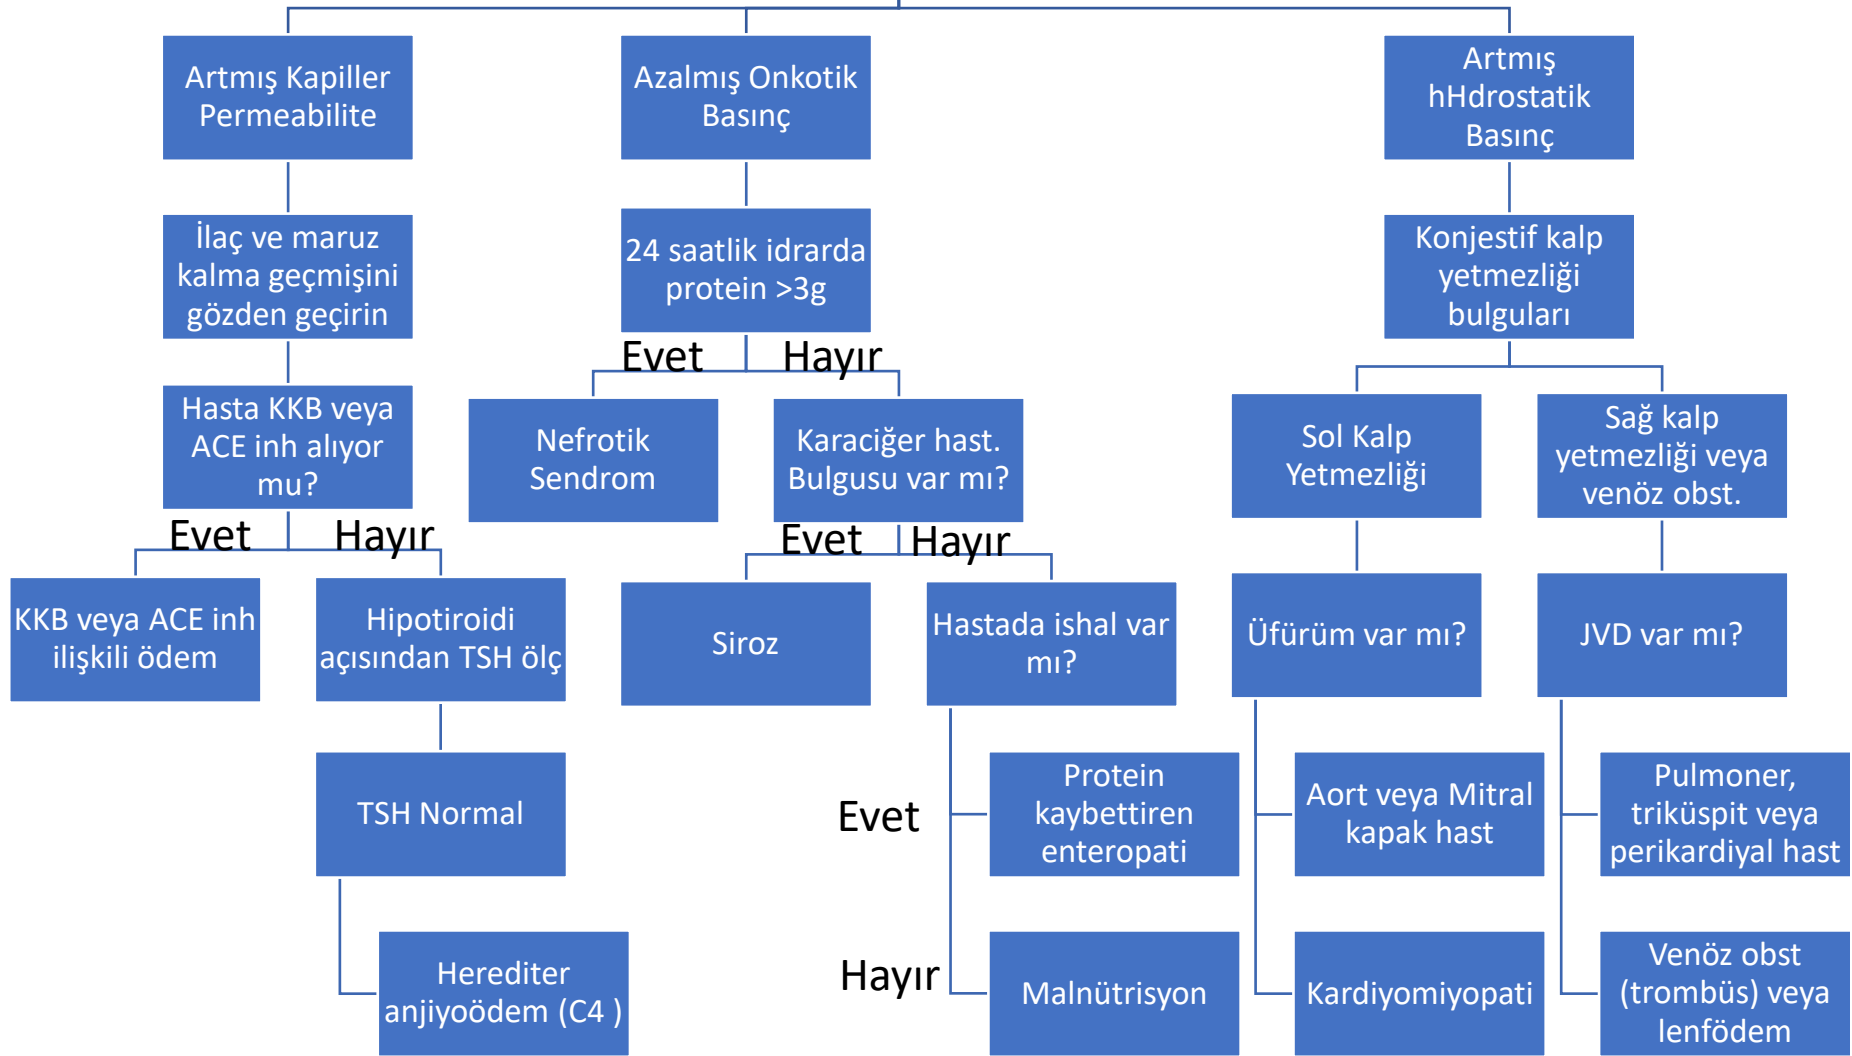 Artmış Kapiller
Permeabilite
Azalmış Onkotik
Basınç
Artmış
hHdrostatik
Basınç
İlaç ve maruz
kalma geçmişini
gözden geçirin
24 saatlik idrarda
protein >3g
Konjestif kalp
yetmezliği
bulguları
Evet
Hayır
Hasta KKB veya
ACE inh alıyor
mu?
Nefrotik
Sendrom
Karaciğer hast.
Bulgusu var mı?
Sol Kalp
Yetmezliği
Sağ kalp
yetmezliği veya
venöz obst.
Evet
Hayır
Evet
Hayır
KKB veya ACE inh
ilişkili ödem
Hipotiroidi
açısından TSH ölç
Siroz
Hastada ishal var
mı?
Üfürüm var mı?
JVD var mı?
TSH Normal
Evet
Protein
kaybettiren
enteropati
Aort veya Mitral
kapak hast
Pulmoner,
triküspit veya
perikardiyal hast
Herediter
anjiyoödem (C4 )
Hayır
Malnütrisyon
Kardiyomiyopati
Venöz obst
(trombüs) veya
lenfödem